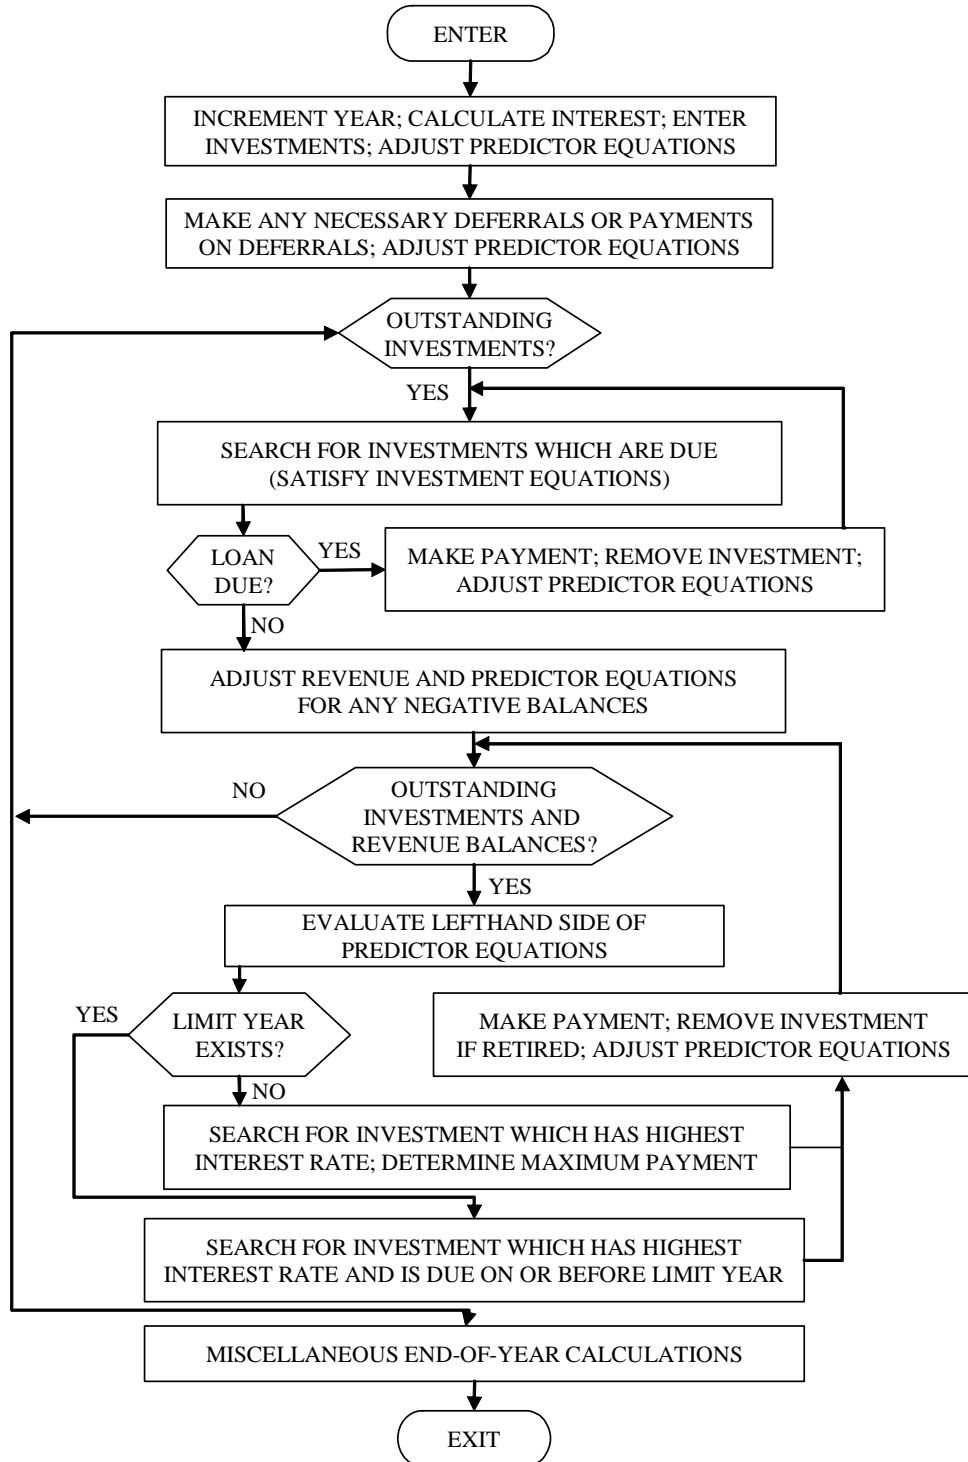 ENTER
INCREMENT YEAR; CALCULATE INTEREST; ENTER
INVESTMENTS; ADJUST PREDICTOR EQUATIONS
MAKE ANY NECESSARY DEFERRALS OR PAYMENTS
ON DEFERRALS; ADJUST PREDICTOR EQUATIONS
OUTSTANDING
INVESTMENTS?
YES
SEARCH FOR INVESTMENTS WHICH ARE DUE
(SATISFY INVESTMENT EQUATIONS)
LOAN
DUE?
YES
MAKE PAYMENT; REMOVE INVESTMENT;
ADJUST PREDICTOR EQUATIONS
NO
ADJUST REVENUE AND PREDICTOR EQUATIONS
FOR ANY NEGATIVE BALANCES
NO
OUTSTANDING
INVESTMENTS AND
REVENUE BALANCES?
YES
EVALUATE LEFTHAND SIDE OF
PREDICTOR EQUATIONS
YES
LIMIT YEAR
EXISTS?
MAKE PAYMENT; REMOVE INVESTMENT
IF RETIRED; ADJUST PREDICTOR EQUATIONS
NO
SEARCH FOR INVESTMENT WHICH HAS HIGHEST
INTEREST RATE; DETERMINE MAXIMUM PAYMENT
SEARCH FOR INVESTMENT WHICH HAS HIGHEST
INTEREST RATE AND IS DUE ON OR BEFORE LIMIT YEAR
MISCELLANEOUS END-OF-YEAR CALCULATIONS
EXIT